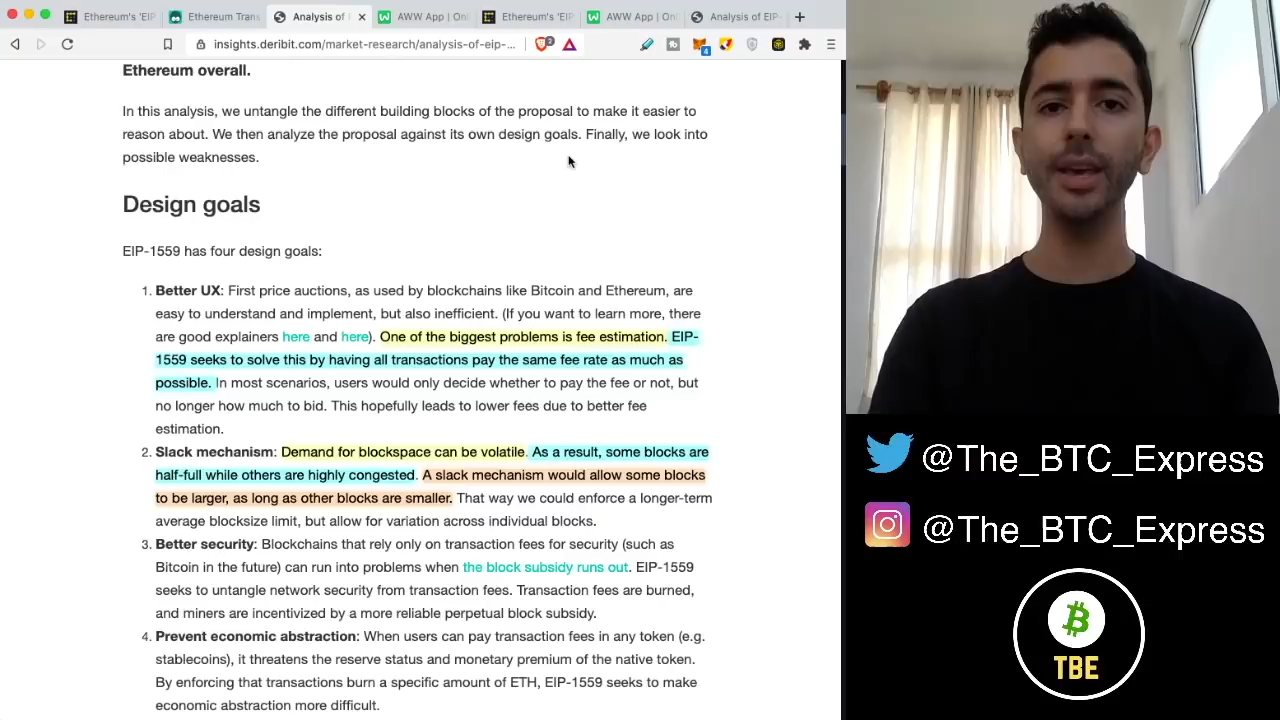 Ethereum's 'EIP
Ethereum Tran
Analysis of E
AWW App | Onl
Ethereum's 'EIP
AWW App | Onl
Analysis of EIP-
insights.deribit.com/market-research/analysis-of-eip-...
2
4
Ethereum overall.
In this analysis, we untangle the different building blocks of the proposal to make it easier to
reason about. We then analyze the proposal against its own design goals. Finally, we look into
possible weaknesses.
Design goals
EIP-1559 has four design goals:
1. Better UX: First price auctions, as used by blockchains like Bitcoin and Ethereum, are
easy to understand and implement, but also inefficient. (If you want to learn more, there
are good explainers here and here). One of the biggest problems is fee estimation. EIP-
1559 seeks to solve this by having all transactions pay the same fee rate as much as
possible. In most scenarios, users would only decide whether to pay the fee or not, but
no longer how much to bid. This hopefully leads to lower fees due to better fee
estimation.
2. Slack mechanism: Demand for blockspace can be volatile. As a result, some blocks are
half-full while others are highly congested. A slack mechanism would allow some blocks
to be larger, as long as other blocks are smaller. That way we could enforce a longer-term
average blocksize limit, but allow for variation across individual blocks.
3. Better security: Blockchains that rely only on transaction fees for security (such as
Bitcoin in the future) can run into problems when the block subsidy runs out. EIP-1559
seeks to untangle network security from transaction fees. Transaction fees are burned,
and miners are incentivized by a more reliable perpetual block subsidy.
4. Prevent economic abstraction: When users can pay transaction fees in any token (e.g.
stablecoins), it threatens the reserve status and monetary premium of the native token.
By enforcing that transactions burn a specific amount of ETH, EIP-1559 seeks to make
economic abstraction more difficult.
@The_BTC_Express
@The_BTC_Express
TBE